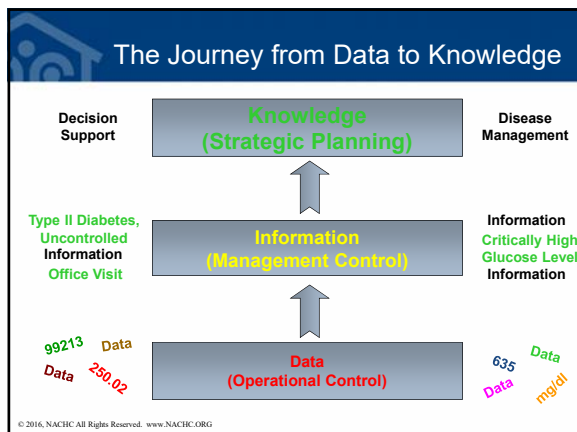 The Journey from Data to Knowledge
Decision
Support
Knowledge
(Strategic Planning)
Disease
Management
Type II Diabetes,
Uncontrolled
Information
Office Visit
Information
(Management Control)
Information
Critically High
Glucose Level
Information
99213
Data
Data
250.02
Data
(Operational Control)
635
Data
Data
mg/dl
© 2016, NACHC All Rights Reserved. www.NACHC.ORG